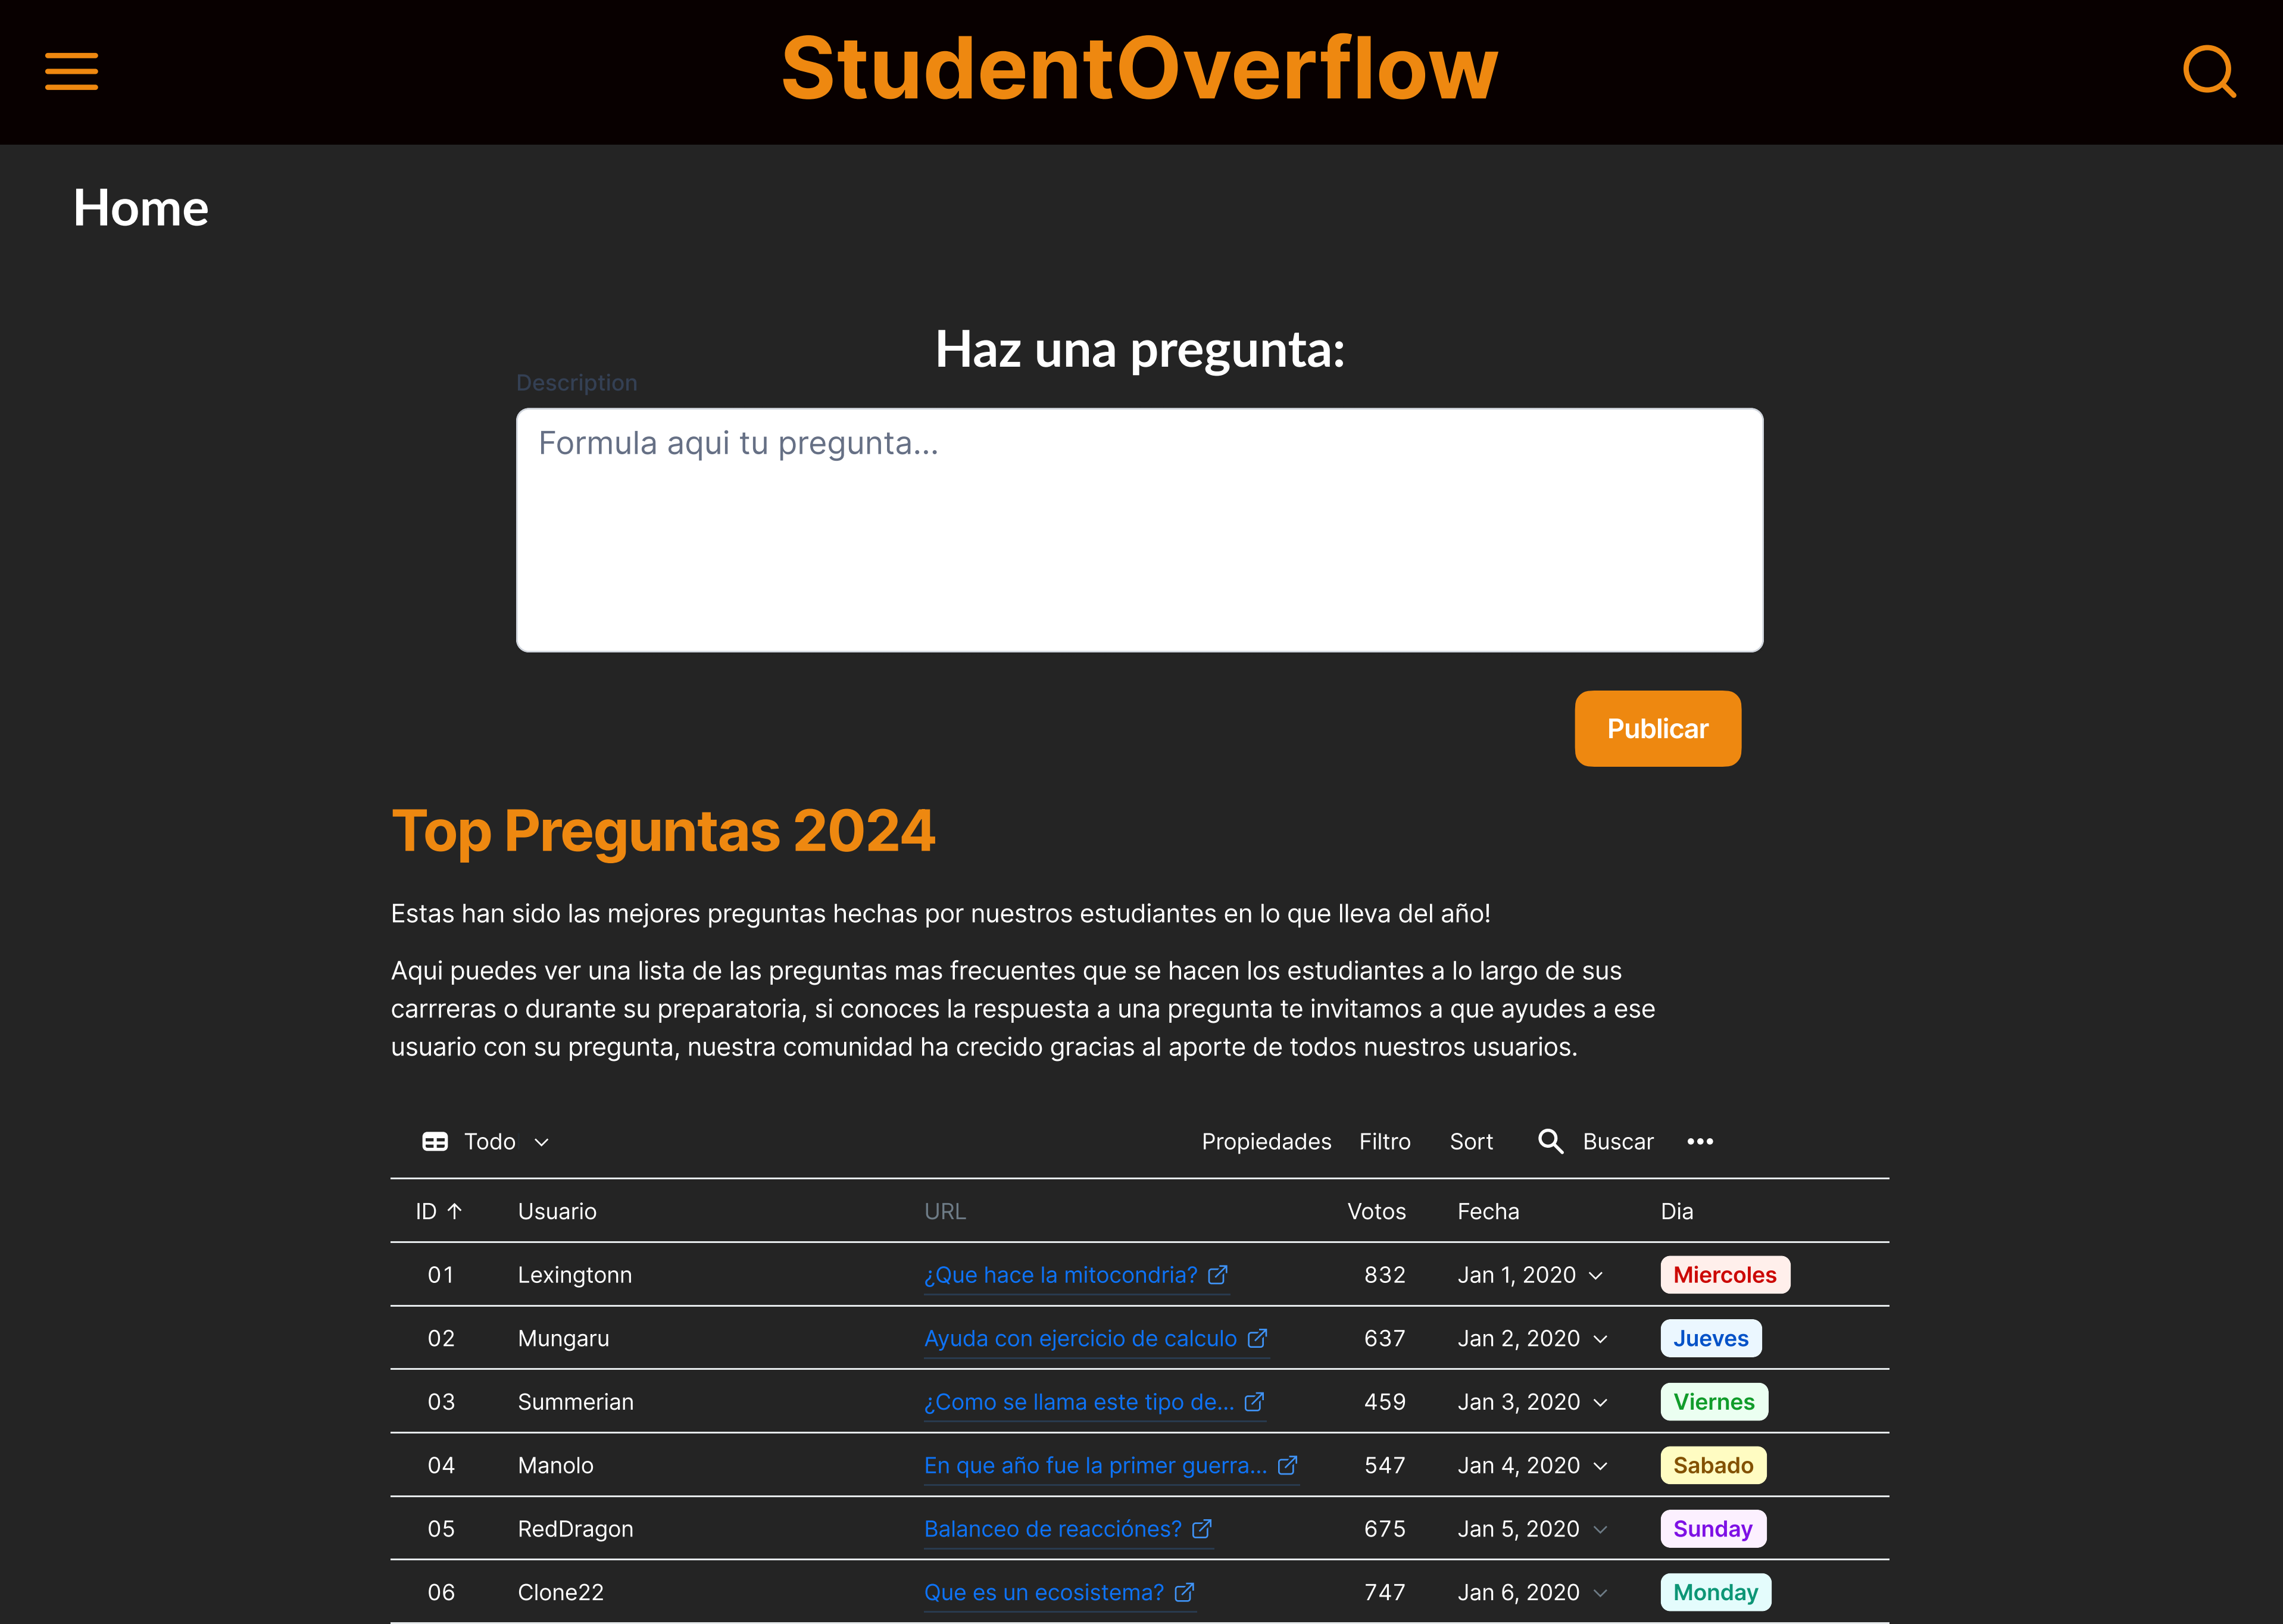 StudentOverflow
Home
Haz una pregunta:
Description
Formula aqui tu pregunta...
Publicar
Top Preguntas 2024
Estas han sido las mejores preguntas hechas por nuestros estudiantes en lo que lleva del año!
Aqui puedes ver una lista de las preguntas mas frecuentes que se hacen los estudiantes a lo largo de sus
carrreras o durante su preparatoria, si conoces la respuesta a una pregunta te invitamos a que ayudes a ese
usuario con su pregunta, nuestra comunidad ha crecido gracias al aporte de todos nuestros usuarios.
Todo Propiedades Filtro Sort Buscar •••
ID ↑ Usuario URL Votos Fecha Dia
01 Lexingtonn ¿Que hace la mitocondria? 832 Jan 1, 2020 Miercoles
02 Mungaru Ayuda con ejercicio de calculo 637 Jan 2, 2020 Jueves
03 Summerian ¿Como se llama este tipo de... 459 Jan 3, 2020 Viernes
04 Manolo En que año fue la primer guerra... 547 Jan 4, 2020 Sabado
05 RedDragon Balanceo de reacciónes? 675 Jan 5, 2020 Sunday
06 Clone22 Que es un ecosistema? 747 Jan 6, 2020 Monday